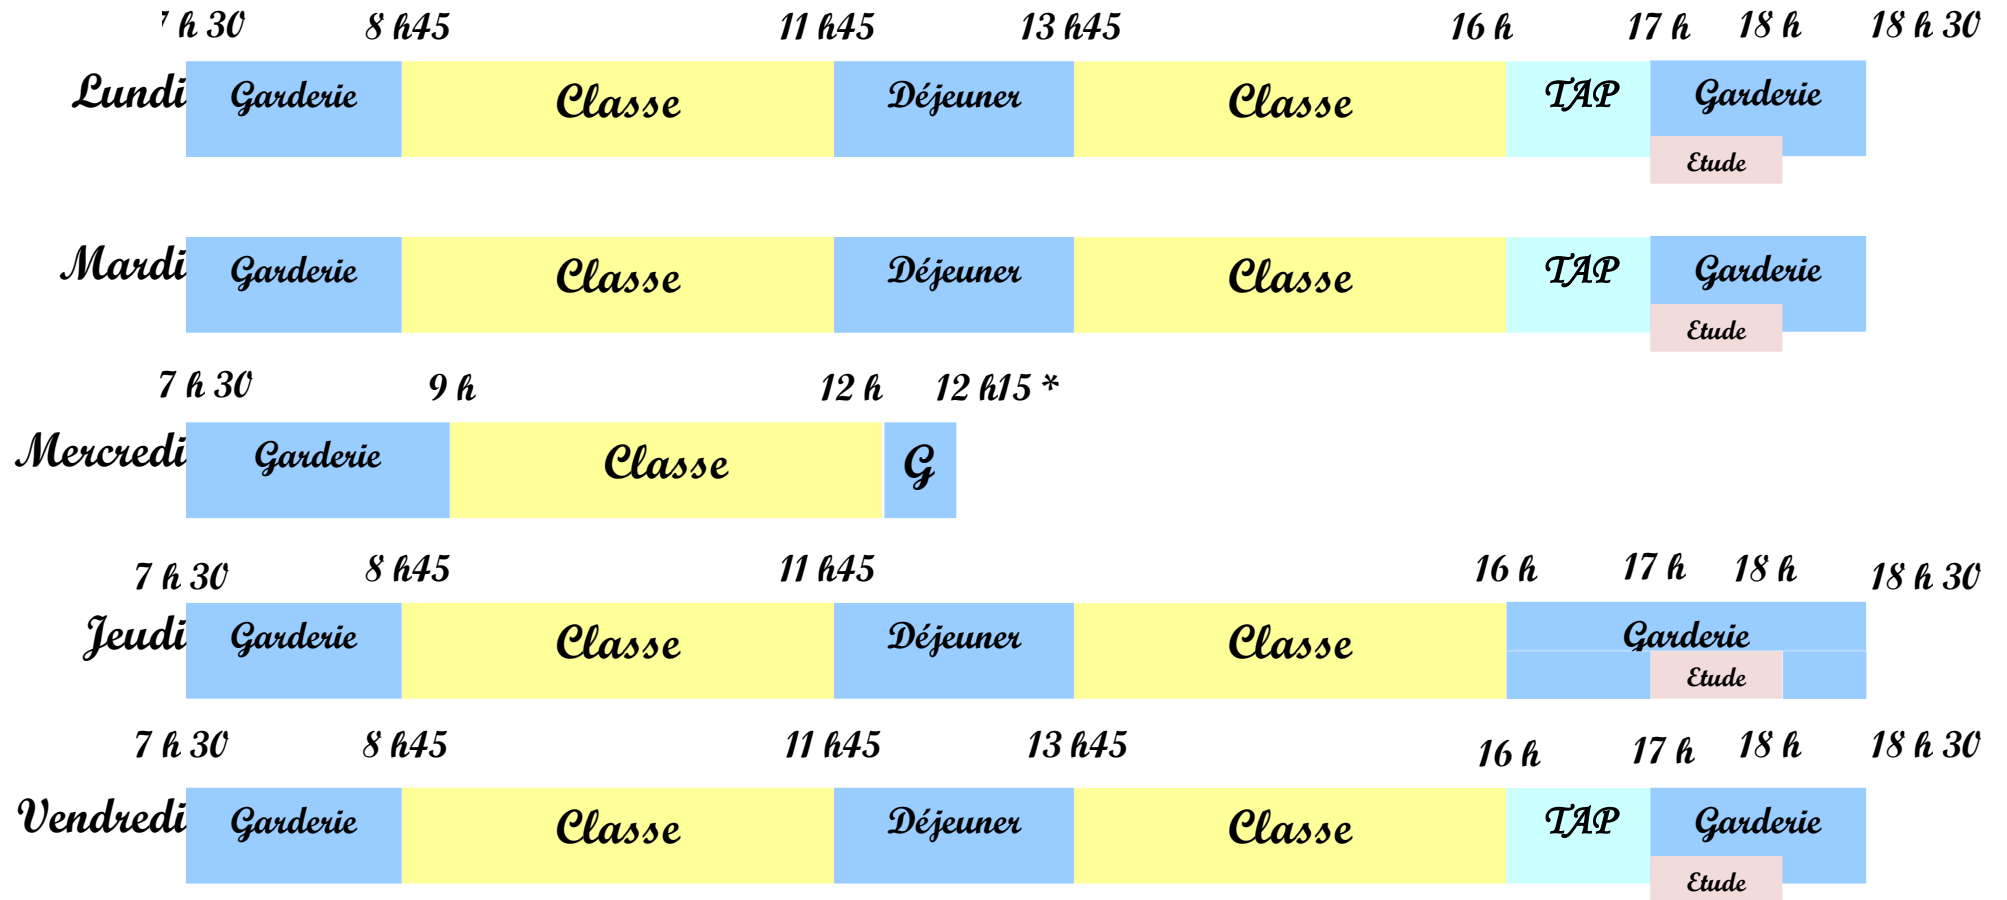 7 h 30 8 h45 11 h45 13 h45 16 h 17 h 18 h 18 h 30
Lundi Garderie Classe Déjeuner Classe TAP Garderie
Etude
Mardi Garderie Classe Déjeuner Classe TAP Garderie
Etude
7 h 30 9 h 12 h 12 h15 *
Mercredi Garderie Classe G
7 h 30 8 h45 11 h45 16 h 17 h 18 h 18 h 30
Jeudi Garderie Classe Déjeuner Classe Garderie
Etude
7 h 30 8 h45 11 h45 13 h45 16 h 17 h 18 h 18 h 30
Vendredi Garderie Classe Déjeuner Classe TAP Garderie
Etude